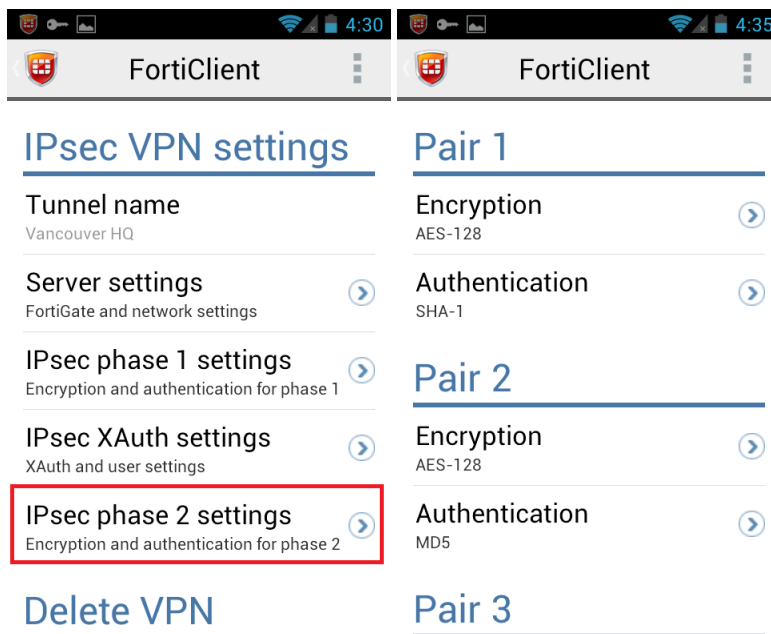 4:30
FortiClient
IPsec VPN settings
Tunnel name
Vancouver HQ
Server settings
FortiGate and network settings
IPsec phase 1 settings
Encryption and authentication for phase 1
IPsec XAuth settings
XAuth and user settings
IPsec phase 2 settings
Encryption and authentication for phase 2
Delete VPN
4:35
FortiClient
Pair 1
Encryption
AES-128
Authentication
SHA-1
Pair 2
Encryption
AES-128
Authentication
MD5
Pair 3